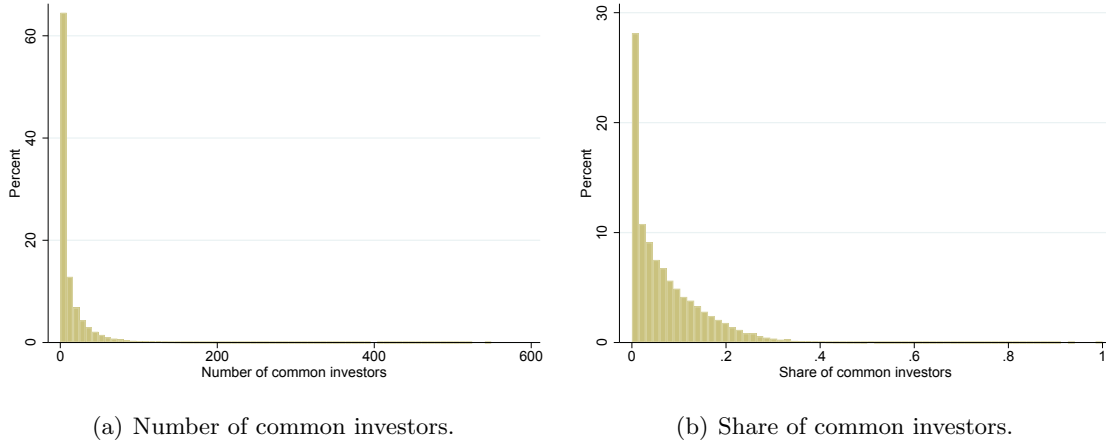 60
40
20
0
Percent
0 200 400 600
Number of common investors
30
20
10
0
Percent
0 .2 .4 .6 .8 1
Share of common investors
(a) Number of common investors.
(b) Share of common investors.